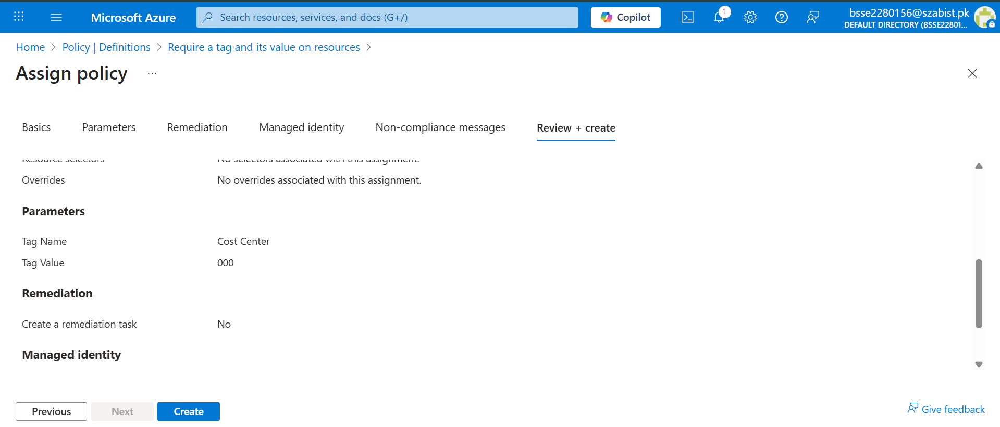 Microsoft Azure
Search resources, services, and docs (G+/)
Copilot
1
bsse2280156@szabist.pk
DEFAULT DIRECTORY (BSSE22801...
Home > Policy | Definitions > Require a tag and its value on resources >
Assign policy ...
Basics Parameters Remediation Managed identity Non-compliance messages Review + create
Resource selectors No selectors associated with this assignment.
Overrides No overrides associated with this assignment.
Parameters
Tag Name Cost Center
Tag Value 000
Remediation
Create a remediation task No
Managed identity
Previous Next Create
Give feedback